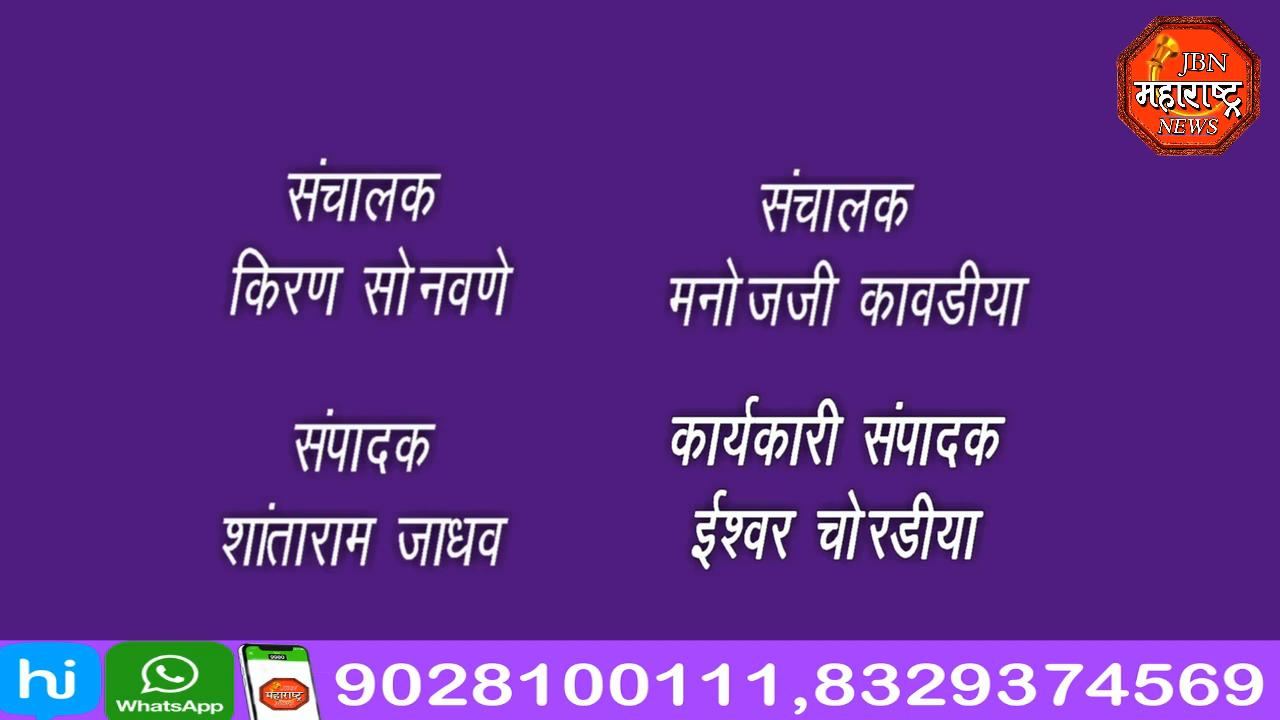 JBN
महाराष्ट्र
NEWS
संचालक
किरण सोनवणे
संचालक
मनोजजी कावडीया
संपादक
शांताराम जाधव
कार्यकारी संपादक
ईश्वर चोरडीया
hi
WhatsApp
महाराष्ट्र
9028100111,8329374569